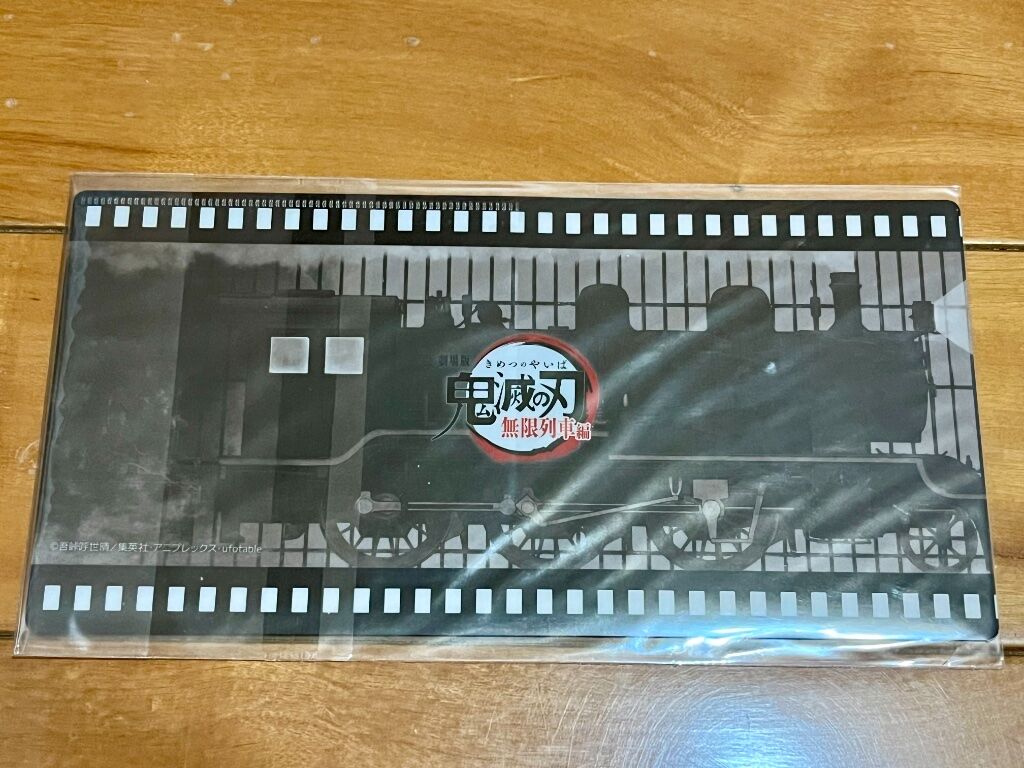 劇場版
きめつのやいば
鬼滅の刃
無限列車編
©吾峠呼世晴／集英社・アニプレックス・ufotable